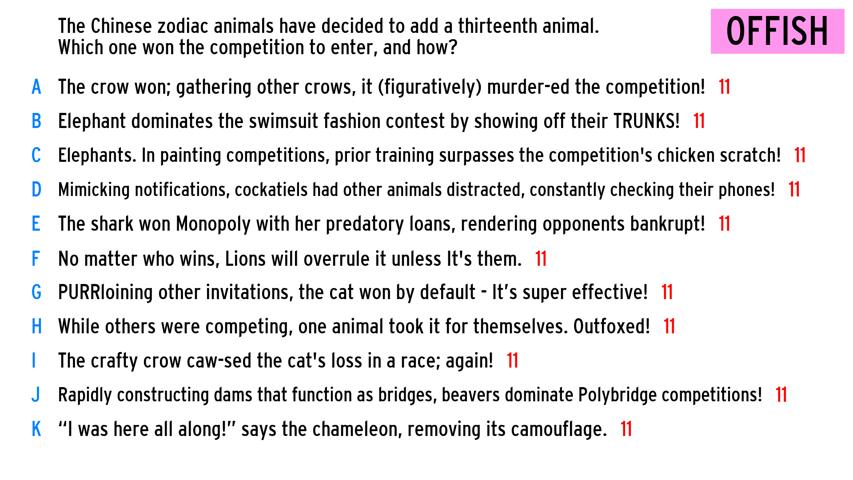 The Chinese zodiac animals have decided to add a thirteenth animal.
Which one won the competition to enter, and how?
OFFISH
A The crow won; gathering other crows, it (figuratively) murder-ed the competition! 11
B Elephant dominates the swimsuit fashion contest by showing off their TRUNKS! 11
C Elephants. In painting competitions, prior training surpasses the competition's chicken scratch! 11
D Mimicking notifications, cockatiels had other animals distracted, constantly checking their phones! 11
E The shark won Monopoly with her predatory loans, rendering opponents bankrupt! 11
F No matter who wins, Lions will overrule it unless It's them. 11
G PURRloining other invitations, the cat won by default - It's super effective! 11
H While others were competing, one animal took it for themselves. Outfoxed! 11
I The crafty crow caw-sed the cat's loss in a race; again! 11
J Rapidly constructing dams that function as bridges, beavers dominate Polybridge competitions! 11
K “I was here all along!” says the chameleon, removing its camouflage. 11